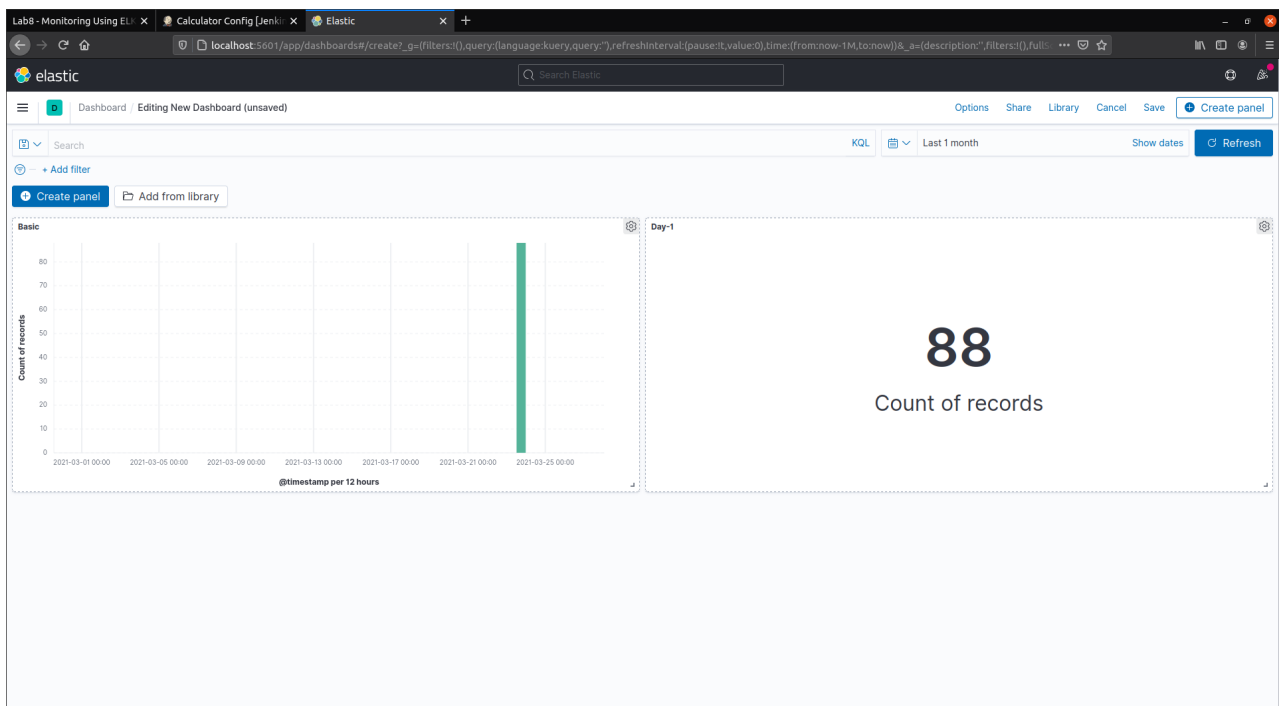 Lab8 - Monitoring Using EL
Calculator Config [Jenkin
Elastic
localhost:5601/app/dashboards#/create?_g=(filters:!(),query:(language:kuery,query:''),refreshInterval:(pause:!t,value:0),time:(from:now-1M,to:now))&_a=(description:'',filters:!(),fullS
elastic
Search Elastic
D
Dashboard / Editing New Dashboard (unsaved)
Options Share Library Cancel Save Create panel
Search
KQL
Last 1 month
Show dates
Refresh
+ Add filter
Create panel
Add from library
Basic
80
70
60
50
40
30
20
10
0
Count of records
2021-03-01 00:00 2021-03-05 00:00 2021-03-09 00:00 2021-03-13 00:00 2021-03-17 00:00 2021-03-21 00:00 2021-03-25 00:00
@timestamp per 12 hours
Day-1
88
Count of records